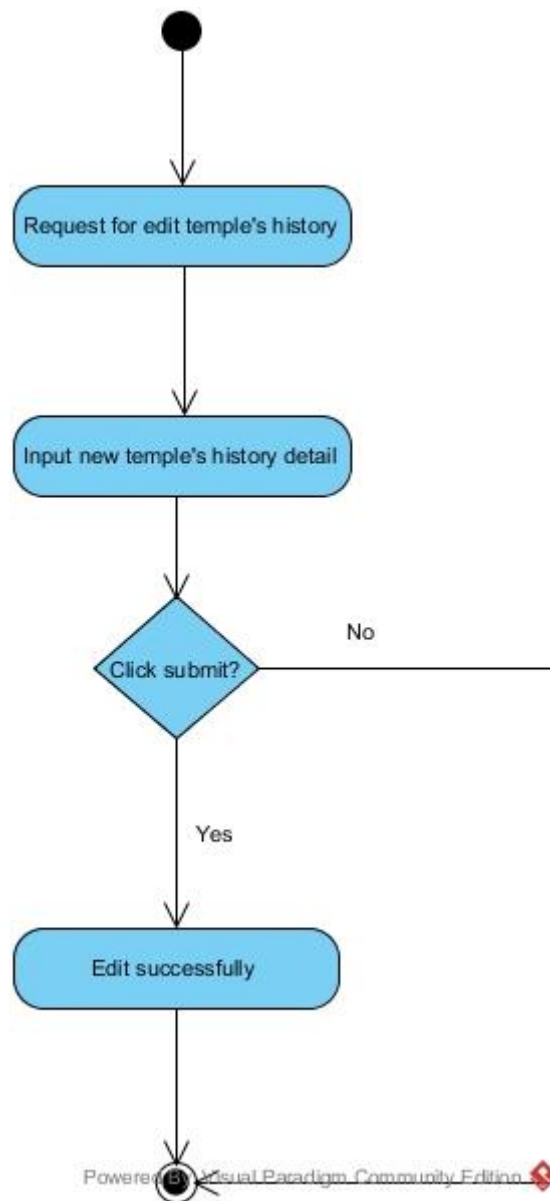 Request for edit temple's history
Input new temple's history detail
Click submit?
No
Yes
Edit successfully
Powered By Visual Paradigm Community Edition